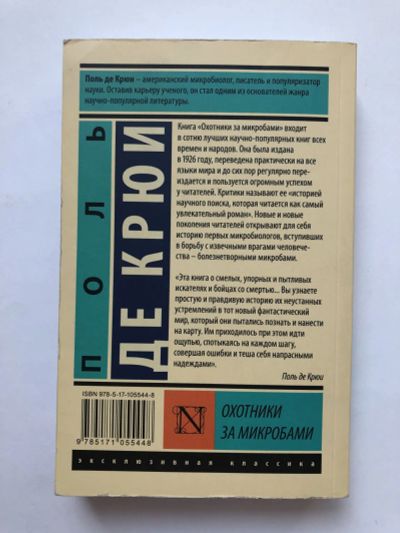 Поль де Крюи – американский микробиолог, писатель и популяризатор
науки. Оставив карьеру ученого, он стал одним из основателей жанра
научно-популярной литературы.
ПОЛЬ
ДЕ КРЮИ
Книга «Охотники за микробами» входит
в сотню лучших научно-популярных книг всех
времен и народов. Она была издана
в 1926 году, переведена практически на все
языки мира и до сих пор регулярно пере-
издается и пользуется огромным успехом
у читателей. Критики называют ее «историей
научного поиска, которая читается как самый
увлекательный роман». Новые и новые
поколения читателей открывают для себя
историю первых микробиологов, вступивших
в борьбу с извечными врагами человече-
ства – болезнетворными микробами.
«Эта книга о смелых, упорных и пытливых
искателях и бойцах со смертью... Вы узнаете
простую и правдивую историю их неустанных
устремлений в тот новый фантастический
мир, который они пытались познать и нанести
на карту. Им приходилось при этом идти
ощупью, спотыкаясь на каждом шагу,
совершая ошибки и теша себя напрасными
надеждами».
Поль де Крюи
ISBN 978-5-17-105544-8
9 785171 055448
N
ОХОТНИКИ
ЗА МИКРОБАМИ
эксклюзивная классика